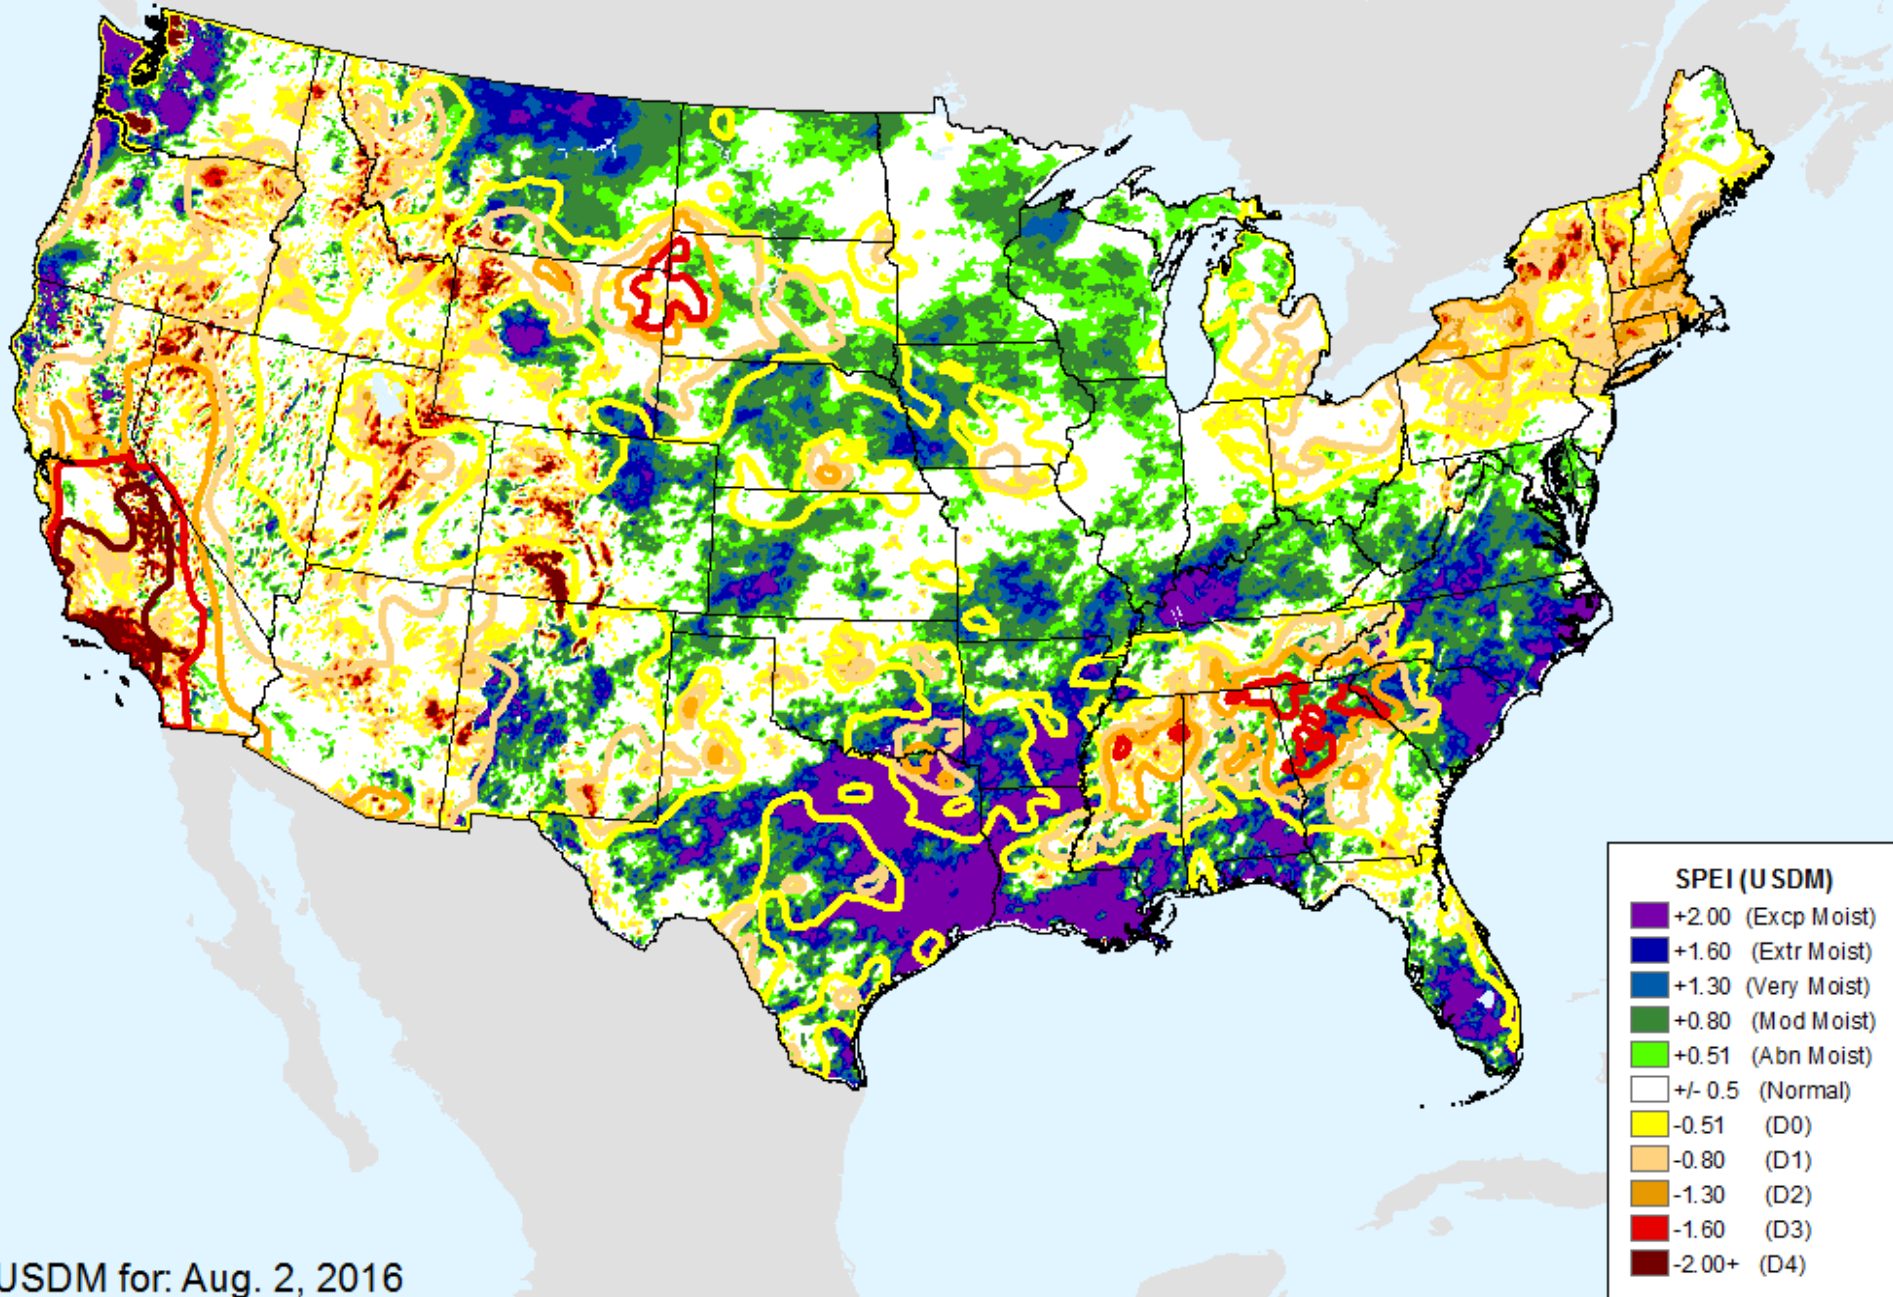 SPEI (USDM)
+2.00 (Excp Moist)
+1.60 (Extr Moist)
+1.30 (Very Moist)
+0.80 (Mod Moist)
+0.51 (Abn Moist)
+/- 0.5 (Normal)
-0.51 (D0)
-0.80 (D1)
-1.30 (D2)
-1.60 (D3)
-2.00+ (D4)
USDM for: Aug. 2, 2016